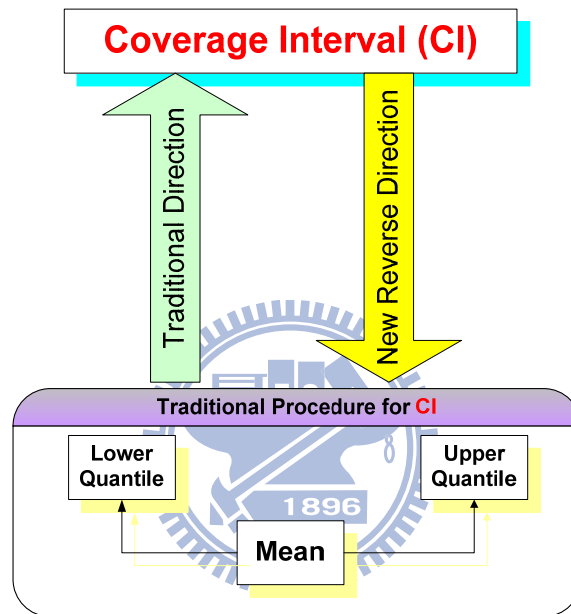 Coverage Interval (CI)
Traditional Direction
New Reverse Direction
Traditional Procedure for CI
Lower
Quantile
Upper
Quantile
1896
Mean